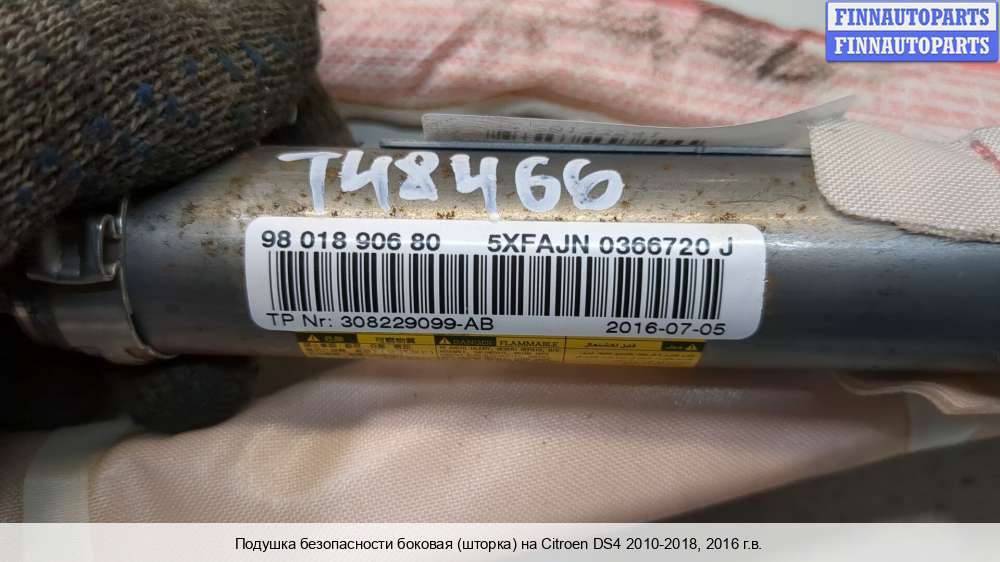 FINNAUTOPARTS
FINNAUTOPARTS
T48466
98 018 906 80 5XFAJN 0366720 J
TP Nr: 308229099-AB 2016-07-05
DANGER FLAMMABLE
Подушка безопасности боковая (шторка) на Citroen DS4 2010-2018, 2016 г.в.